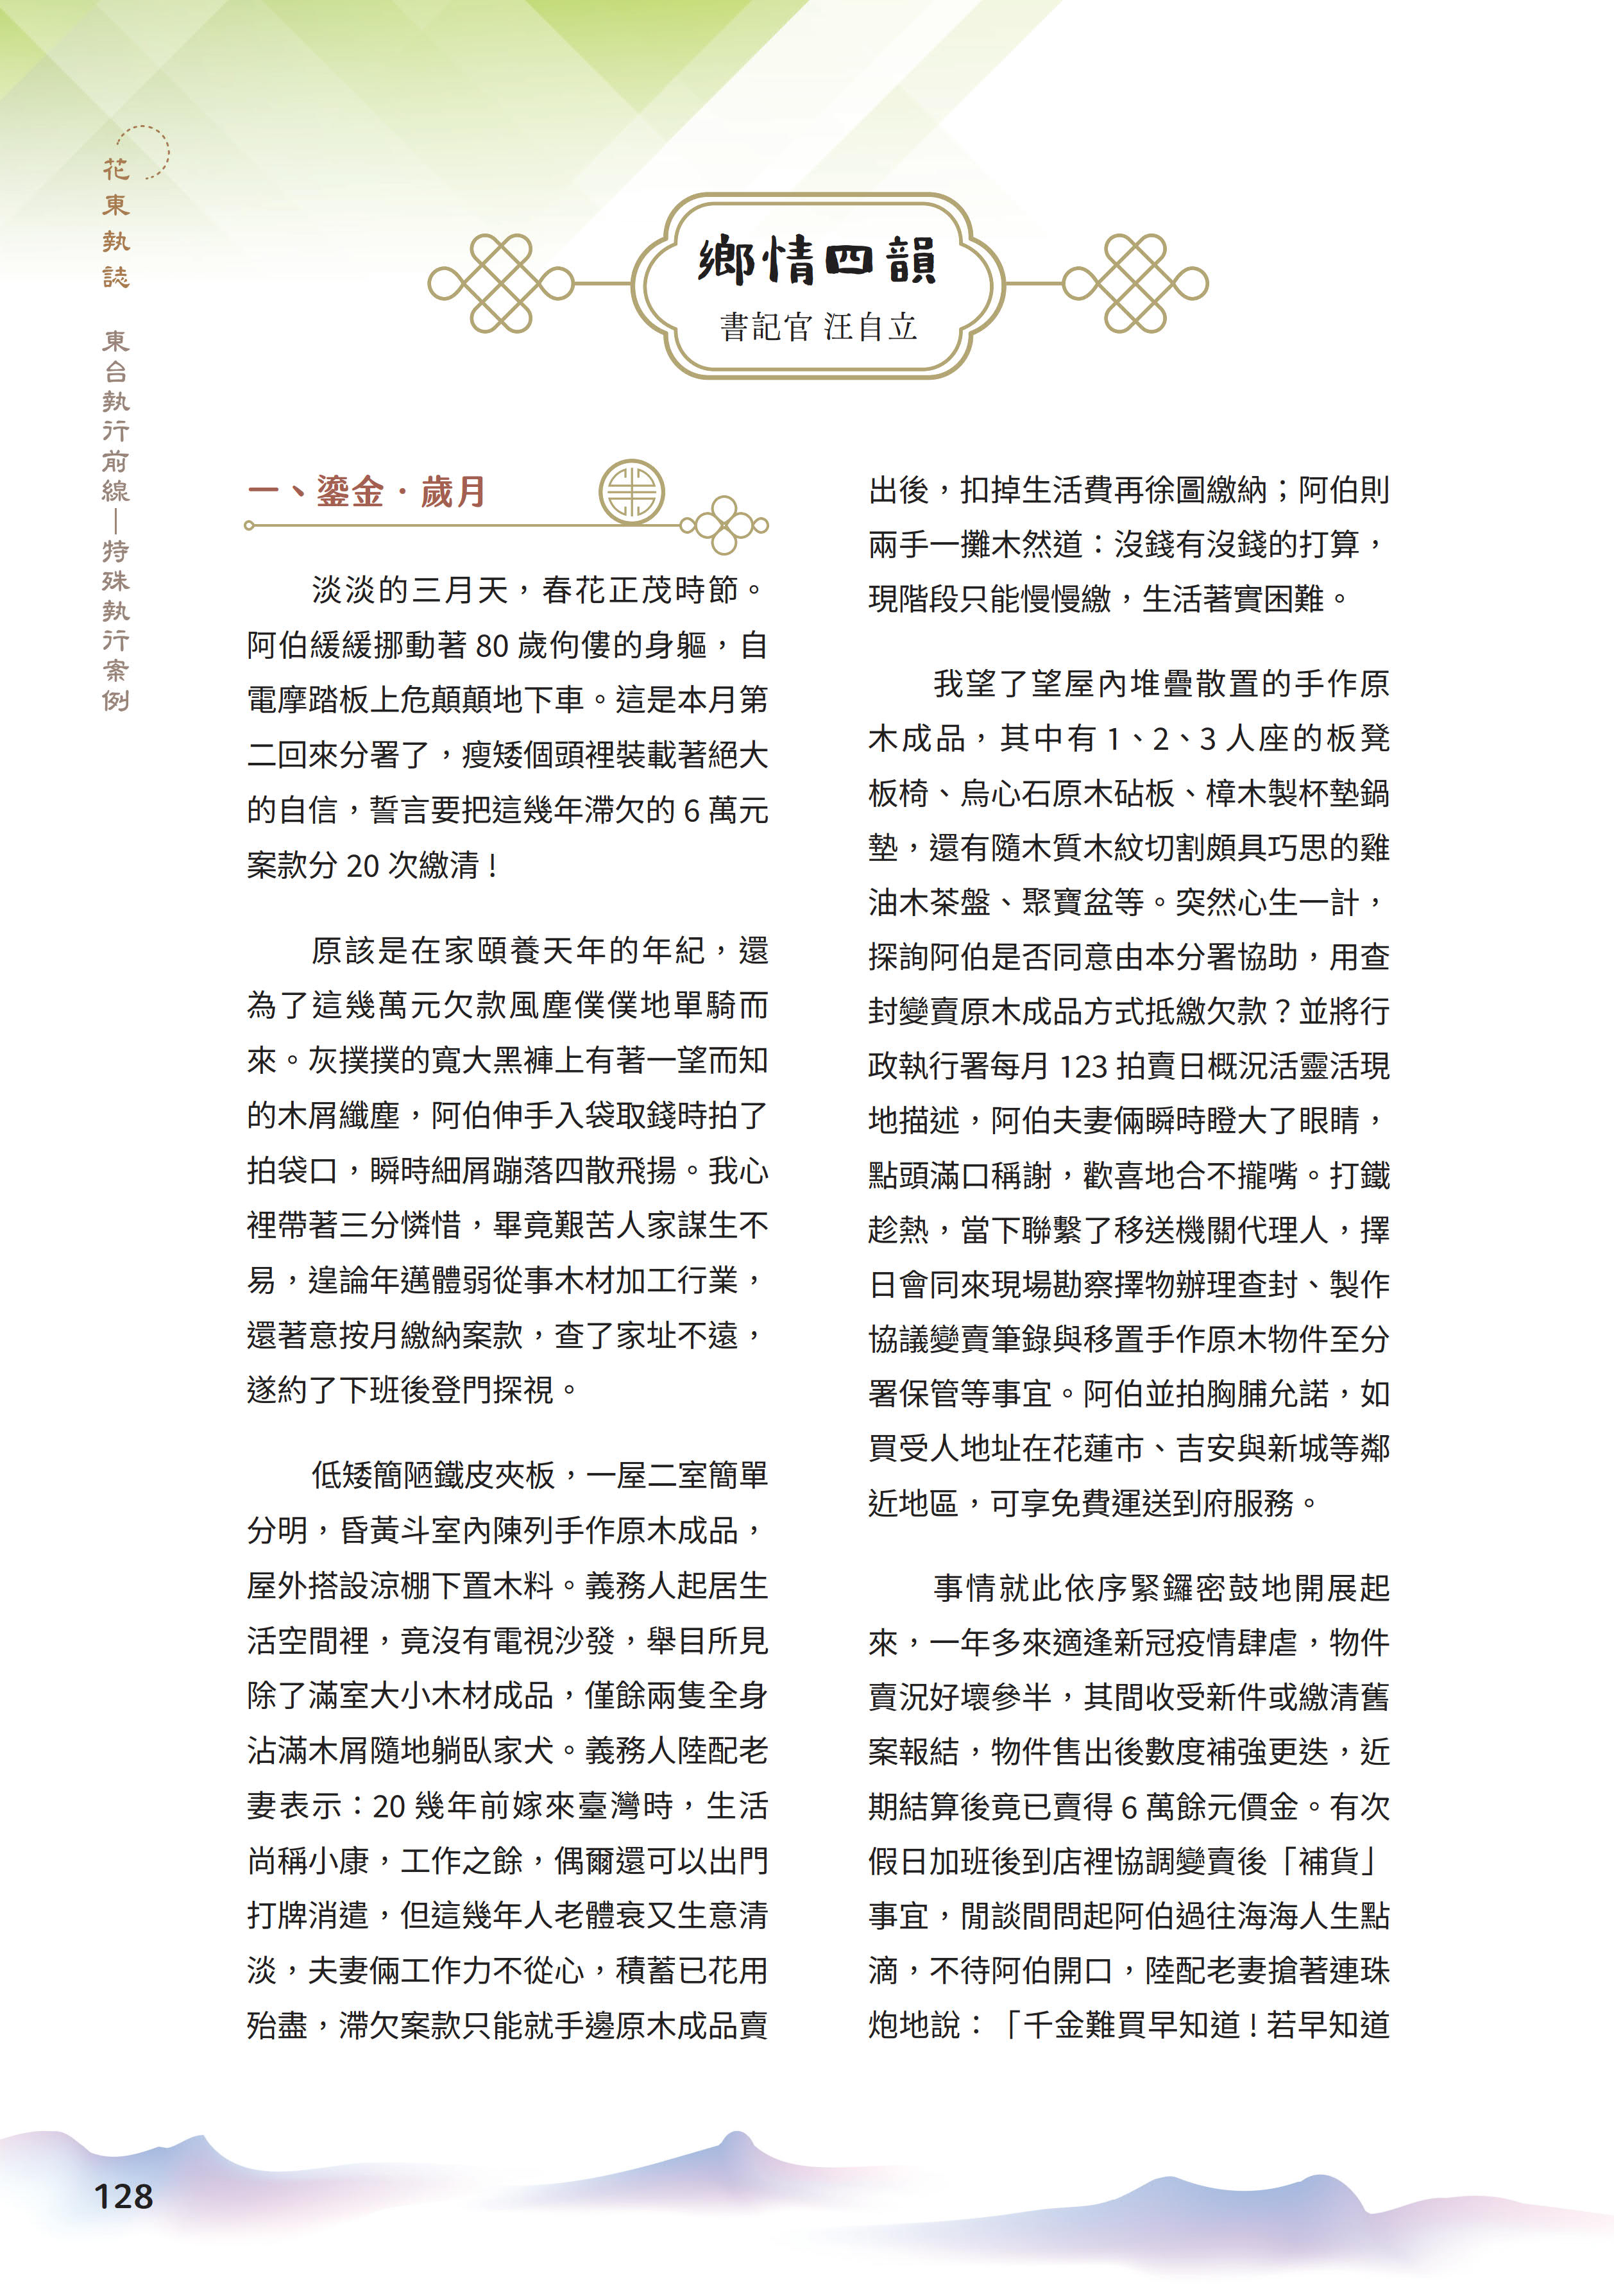 花東執誌
東台執行前線—特殊執行案例
鄉情四韻
書記官 汪自立
一、鎏金．歲月
淡淡的三月天，春花正茂時節。
阿伯緩緩挪動著 80 歲佝僂的身軀，自
電摩踏板上危顛顛地下車。這是本月第
二回來分署了，瘦矮個頭裡裝載著絕大
的自信，誓言要把這幾年滯欠的 6 萬元
案款分 20 次繳清！
原該是在家頤養天年的年紀，還
為了這幾萬元欠款風塵僕僕地單騎而
來。灰撲撲的寬大黑褲上有著一望而知
的木屑纖塵，阿伯伸手入袋取錢時拍了
拍袋口，瞬時細屑蹦落四散飛揚。我心
裡帶著三分憐惜，畢竟艱苦人家謀生不
易，遑論年邁體弱從事木材加工行業，
還著意按月繳納案款，查了家址不遠，
遂約了下班後登門探視。
低矮簡陋鐵皮夾板，一屋二室簡單
分明，昏黃斗室內陳列手作原木成品，
屋外搭設涼棚下置木料。義務人起居生
活空間裡，竟沒有電視沙發，舉目所見
除了滿室大小木材成品，僅餘兩隻全身
沾滿木屑隨地躺臥家犬。義務人陸配老
妻表示：20 幾年前嫁來臺灣時，生活
尚稱小康，工作之餘，偶爾還可以出門
打牌消遣，但這幾年人老體衰又生意清
淡，夫妻倆工作力不從心，積蓄已花用
殆盡，滯欠案款只能就手邊原木成品賣
出後，扣掉生活費再徐圖繳納；阿伯則
兩手一攤木然道：沒錢有沒錢的打算，
現階段只能慢慢繳，生活著實困難。
我望了望屋內堆疊散置的手作原
木成品，其中有 1、2、3 人座的板凳
板椅、烏心石原木砧板、樟木製杯墊鍋
墊，還有隨木質木紋切割頗具巧思的雞
油木茶盤、聚寶盆等。突然心生一計，
探詢阿伯是否同意由本分署協助，用查
封變賣原木成品方式抵繳欠款？並將行
政執行署每月 123 拍賣日概況活靈活現
地描述，阿伯夫妻倆瞬時瞪大了眼睛，
點頭滿口稱謝，歡喜地合不攏嘴。打鐵
趁熱，當下聯繫了移送機關代理人，擇
日會同來現場勘察擇物辦理查封、製作
協議變賣筆錄與移置手作原木物件至分
署保管等事宜。阿伯並拍胸脯允諾，如
買受人地址在花蓮市、吉安與新城等鄰
近地區，可享免費運送到府服務。
事情就此依序緊鑼密鼓地開展起
來，一年多來適逢新冠疫情肆虐，物件
賣況好壞參半，其間收受新件或繳清舊
案報結，物件售出後數度補強更迭，近
期結算後竟已賣得 6 萬餘元價金。有次
假日加班後到店裡協調變賣後「補貨」
事宜，閒談間問起阿伯過往海海人生點
滴，不待阿伯開口，陸配老妻搶著連珠
炮地說：「千金難買早知道！若早知道
128